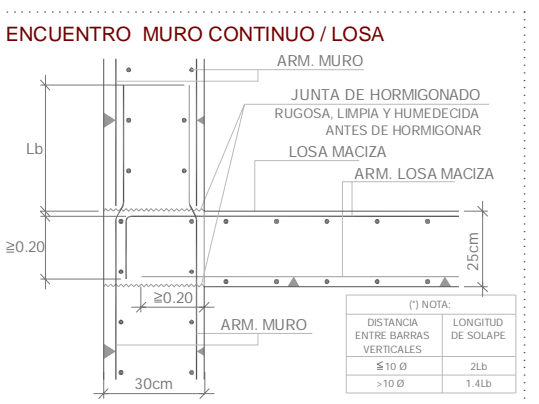 ENCUENTRO MURO CONTINUO / LOSA
ARM. MURO
JUNTA DE HORMIGONADO
RUGOSA, LIMPIA Y HUMEDECIDA
ANTES DE HORMIGONAR
LOSA MACIZA
ARM. LOSA MACIZA
Lb
≧0.20
25cm
≧0.20
ARM. MURO
30cm
(*) NOTA:
DISTANCIA ENTRE BARRAS VERTICALES
LONGITUD DE SOLAPE
≦10 Ø 2Lb
>10 Ø 1.4Lb